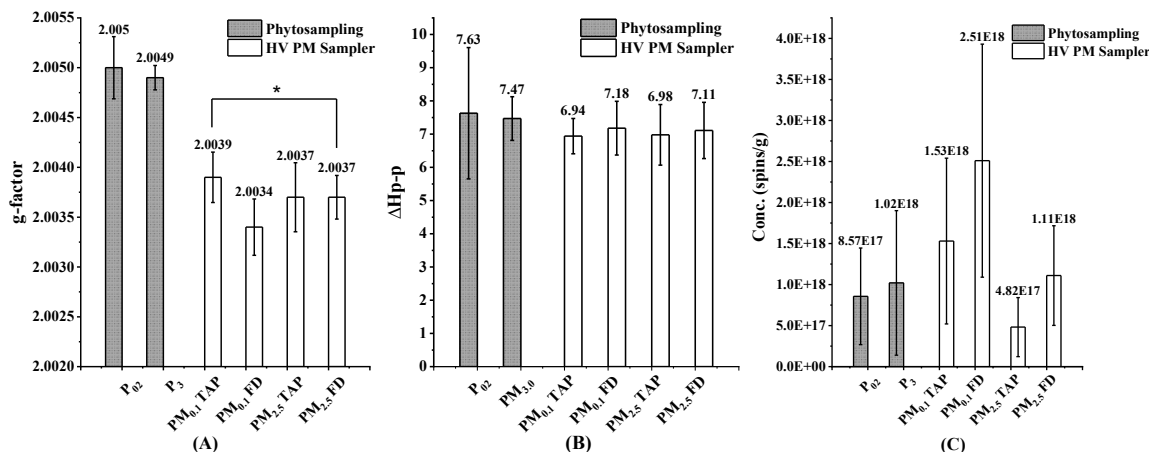 2.0055
2.0050
2.0045
2.0040
2.0035
2.0030
2.0025
2.0020
g-factor
Phytosampling
HV PM Sampler
2.005
2.0049
*
2.0039
2.0034
2.0037
2.0037
P02
P3
PM0.1 TAP
PM0.1 FD
PM2.5 TAP
PM2.5 FD
(A)
10
9
8
7
6
5
4
3
2
1
0
ΔHp-p
Phytosampling
HV PM Sampler
7.63
7.47
6.94
7.18
6.98
7.11
P02
PM3.0
PM0.1 TAP
PM0.1 FD
PM2.5 TAP
PM2.5 FD
(B)
4.0E+18
3.5E+18
3.0E+18
2.5E+18
2.0E+18
1.5E+18
1.0E+18
5.0E+17
0.0E+00
Conc. (spins/g)
Phytosampling
HV PM Sampler
8.57E17
1.02E18
1.53E18
2.51E18
4.82E17
1.11E18
P02
P3
PM0.1 TAP
PM0.1 FD
PM2.5 TAP
PM2.5 FD
(C)